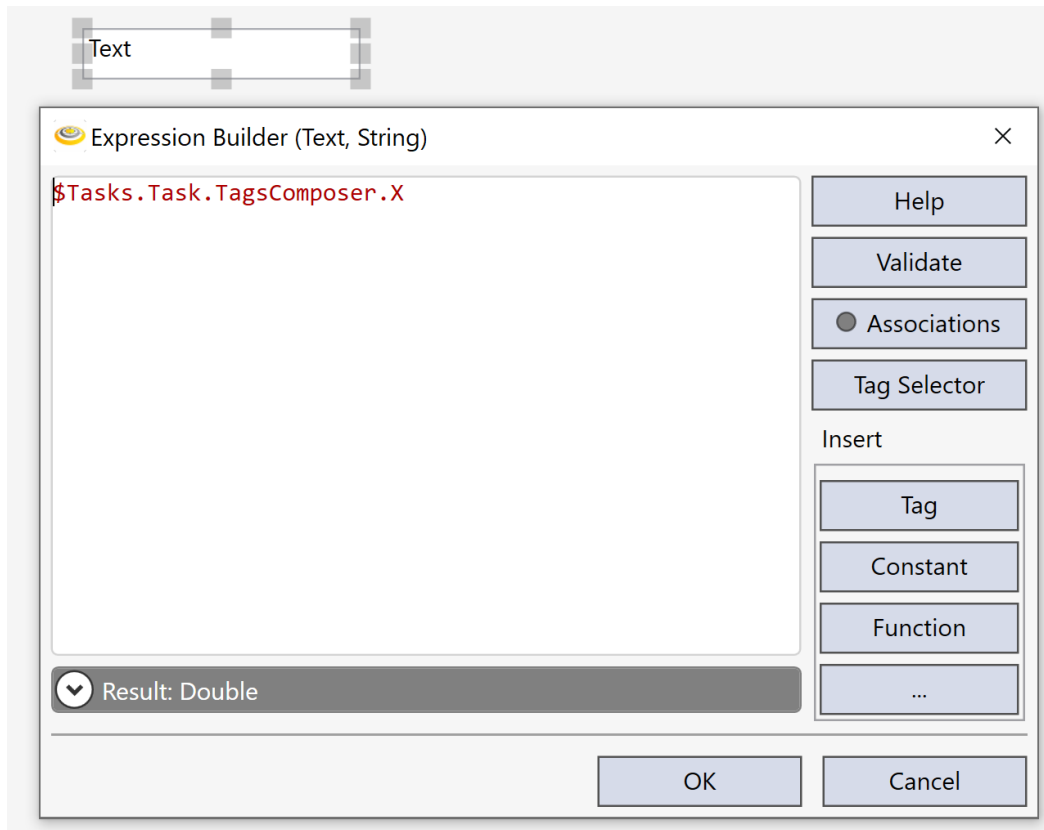 Text
Expression Builder (Text, String)
$Tasks.Task.TagsComposer.X
Help
Validate
Associations
Tag Selector
Insert
Tag
Constant
Function
...
Result: Double
OK
Cancel